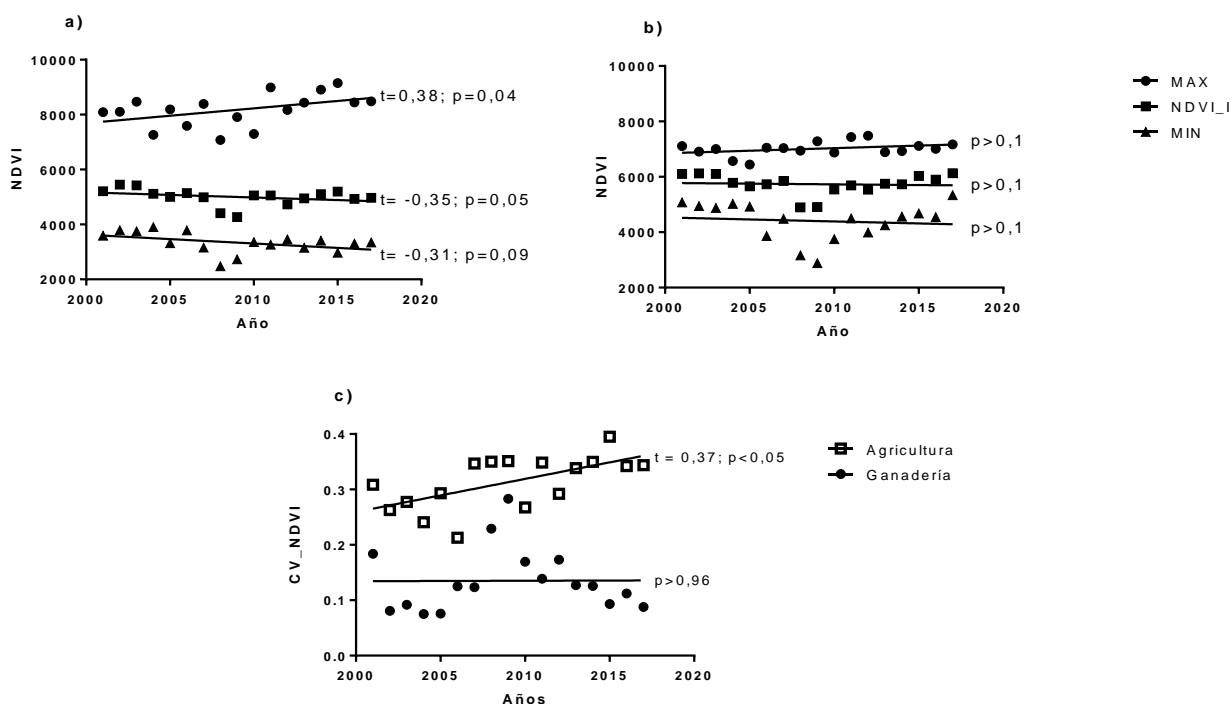 a)
10000
8000
6000
4000
2000
NDVI
2000 2005 2010 2015 2020
Año
t=0,38; p=0,04
t= -0,35; p=0,05
t= -0,31; p=0,09
b)
10000
8000
6000
4000
2000
NDVI
2000 2005 2010 2015 2020
Año
p>0,1
p>0,1
p>0,1
MAX
NDVI_I
MIN
c)
0.4
0.3
0.2
0.1
0.0
CV_NDVI
2000 2005 2010 2015 2020
Años
t = 0,37; p<0,05
p>0,96
Agricultura
Ganadería